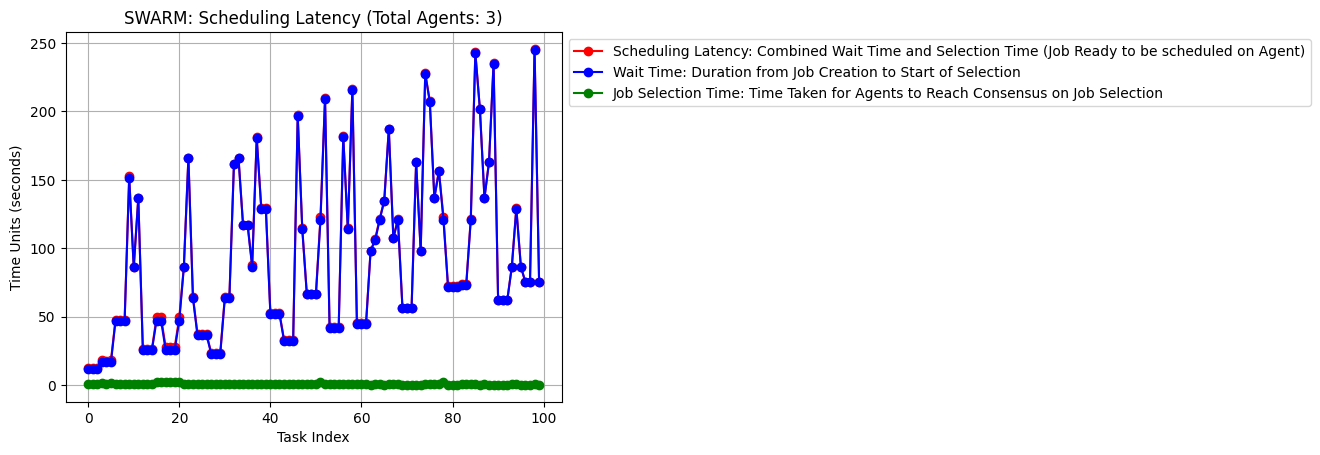 SWARM: Scheduling Latency (Total Agents: 3)
Scheduling Latency: Combined Wait Time and Selection Time (Job Ready to be scheduled on Agent)
Wait Time: Duration from Job Creation to Start of Selection
Job Selection Time: Time Taken for Agents to Reach Consensus on Job Selection
Time Units (seconds)
250
200
150
100
50
0
0 20 40 60 80 100
Task Index